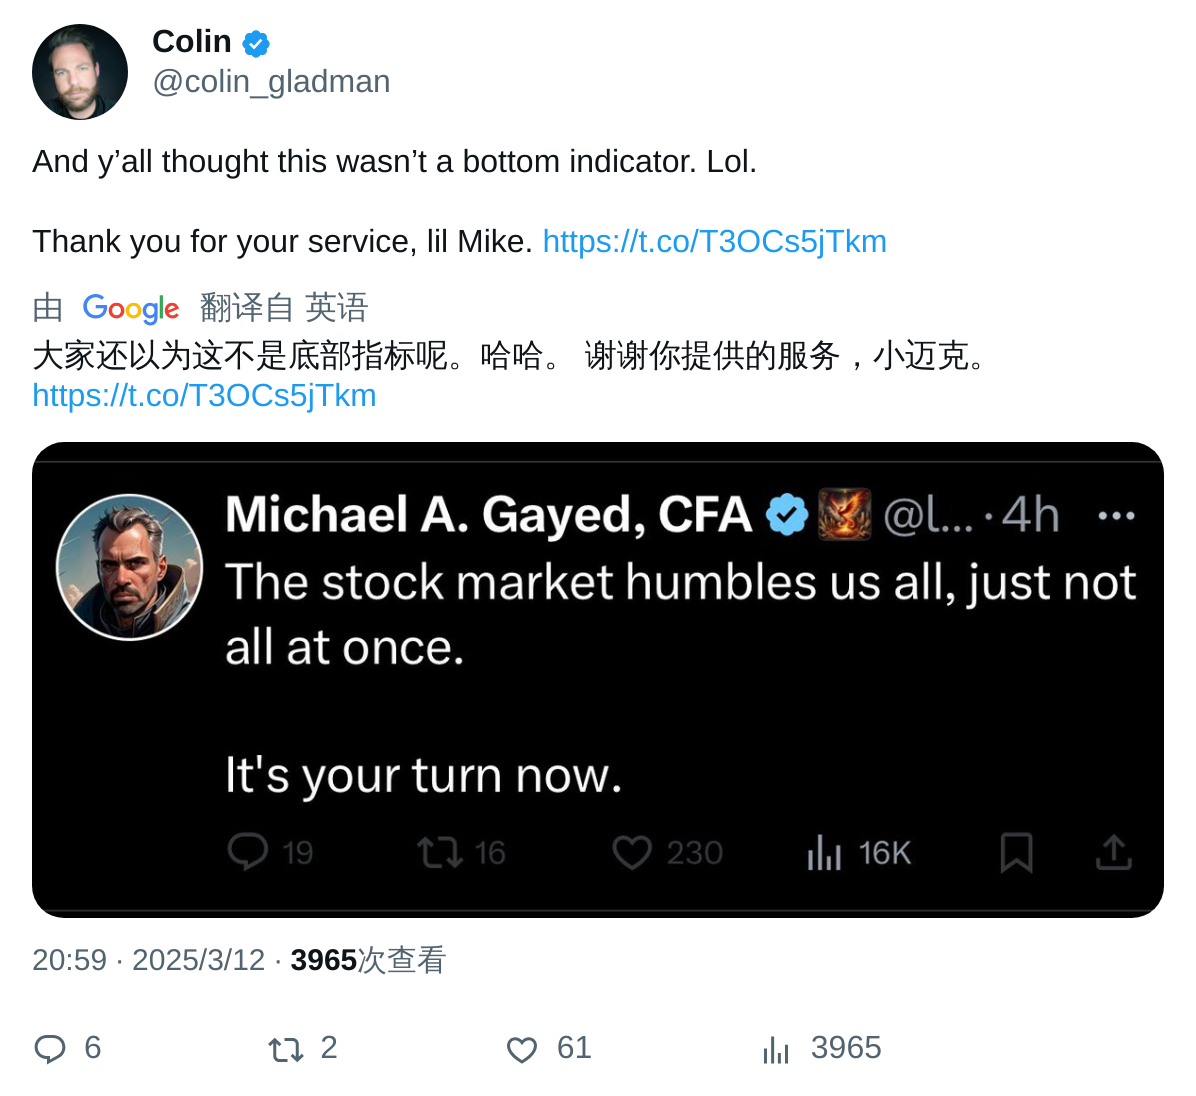 Colin
@colin_gladman
And y’all thought this wasn’t a bottom indicator. Lol.
Thank you for your service, lil Mike. https://t.co/T3OCs5jTkm
由 Google 翻译自 英语
大家还以为这不是底部指标呢。哈哈。 谢谢你提供的服务，小迈克。
https://t.co/T3OCs5jTkm
Michael A. Gayed, CFA @l... · 4h ...
The stock market humbles us all, just not
all at once.
It's your turn now.
19 16 230 16K
20:59 · 2025/3/12 · 3965次查看
6 2 61 3965